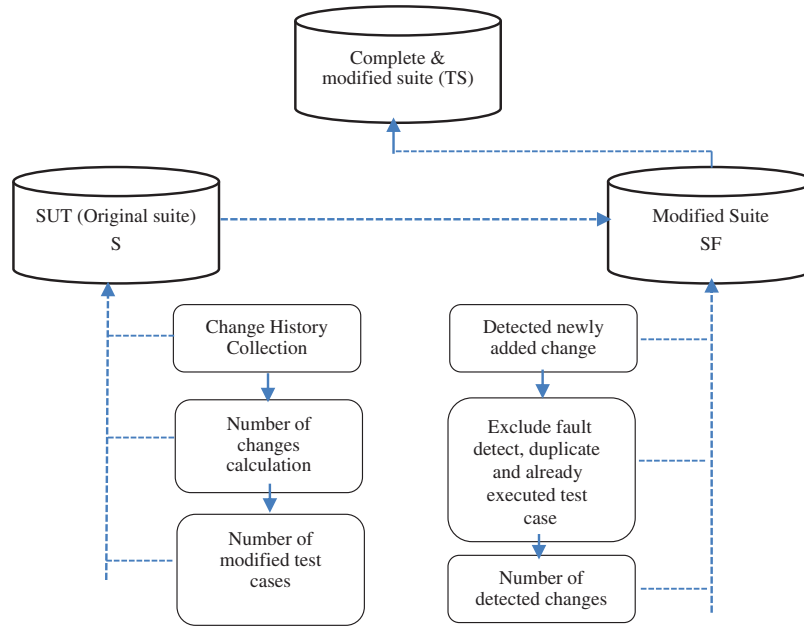 Complete &
modified suite (TS)
SUT (Original suite)
S
Modified Suite
SF
Change History
Collection
Number of
changes
calculation
Number of
modified test
cases
Detected newly
added change
Exclude fault
detect, duplicate
and already
executed test
case
Number of
detected changes